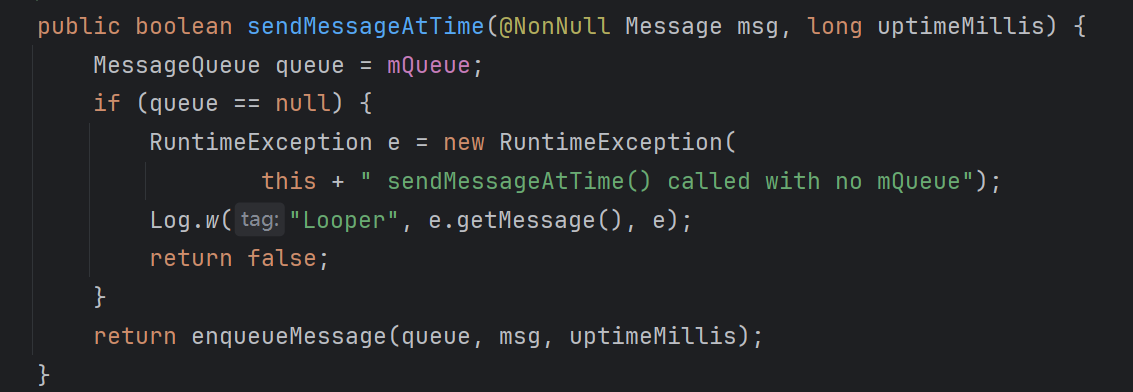 public boolean sendMessageAtTime(@NonNull Message msg, long uptimeMillis) {
    MessageQueue queue = mQueue;
    if (queue == null) {
        RuntimeException e = new RuntimeException(
                this + " sendMessageAtTime() called with no mQueue");
        Log.w( tag: "Looper", e.getMessage(), e);
        return false;
    }
    return enqueueMessage(queue, msg, uptimeMillis);
}